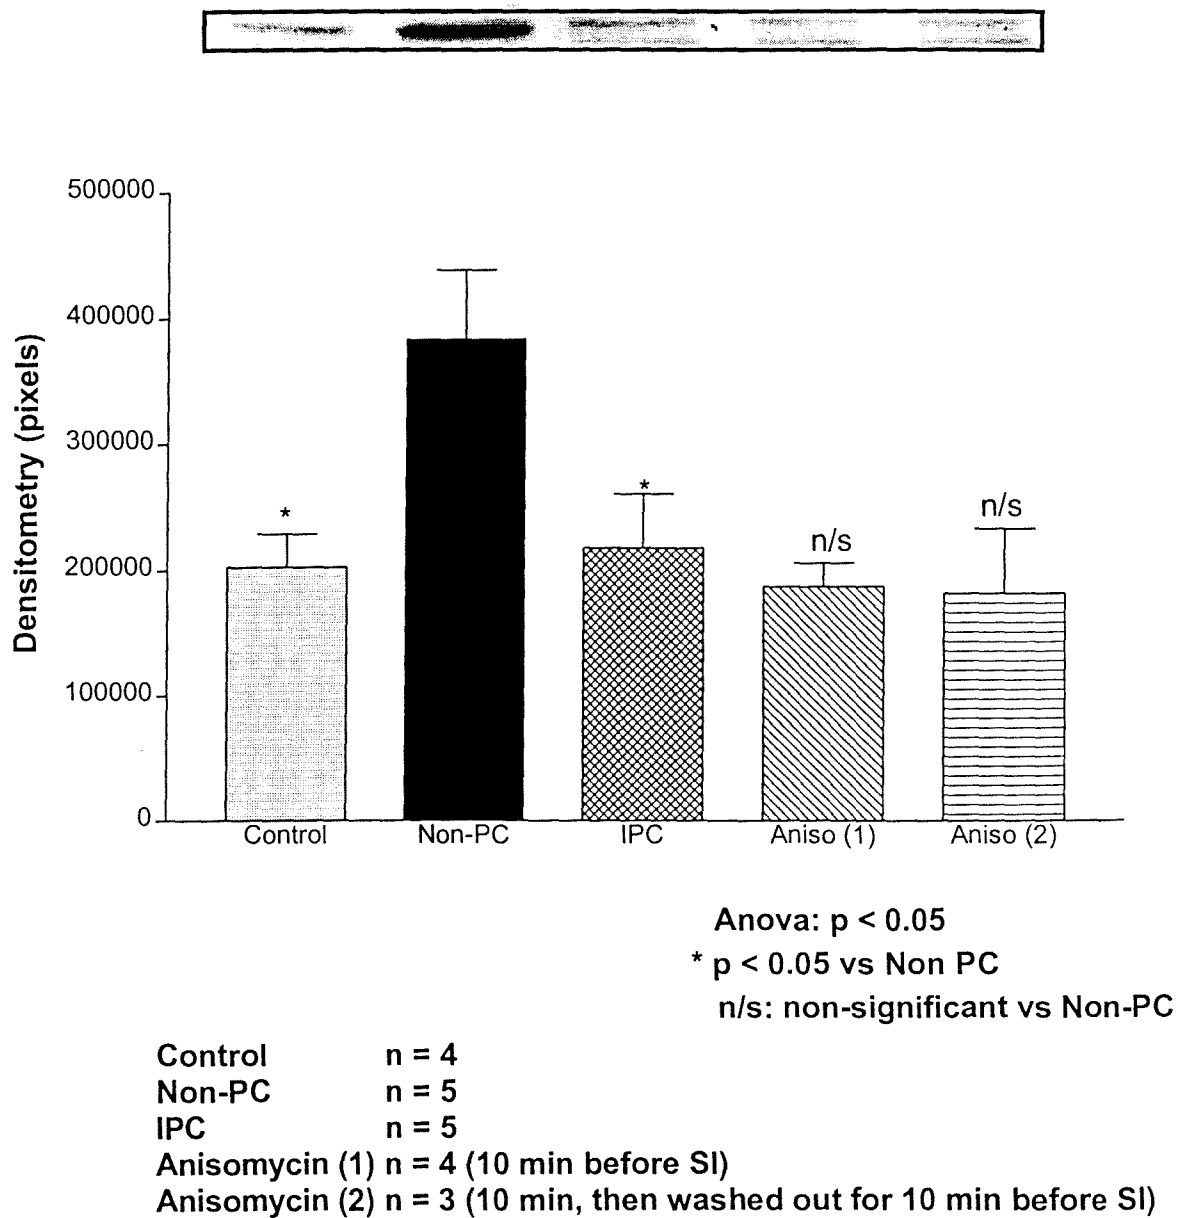 500000
400000
300000
200000
100000
0
Densitometry (pixels)
*
*
n/s
n/s
Control Non-PC IPC Aniso (1) Aniso (2)
Anova: p < 0.05
* p < 0.05 vs Non PC
n/s: non-significant vs Non-PC
Control n = 4
Non-PC n = 5
IPC n = 5
Anisomycin (1) n = 4 (10 min before SI)
Anisomycin (2) n = 3 (10 min, then washed out for 10 min before SI)